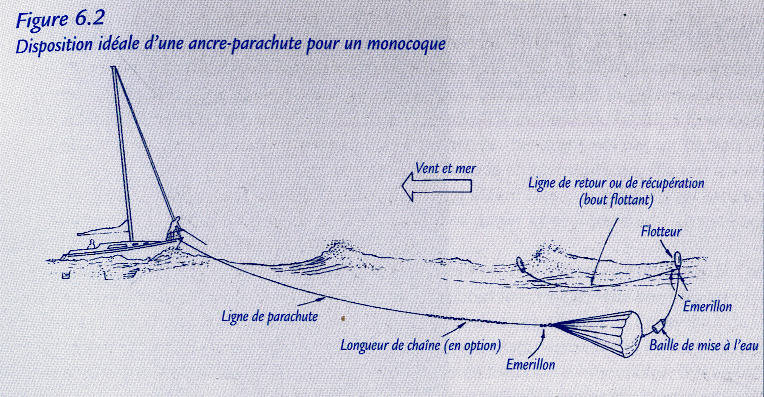 Figure 6.2
Disposition idéale d'une ancre-parachute pour un monocoque
Vent et mer
Ligne de retour ou de récupération
(bout flottant)
Flotteur
Emerillon
Ligne de parachute
Longueur de chaîne (en option)
Baille de mise à l'eau
Emerillon